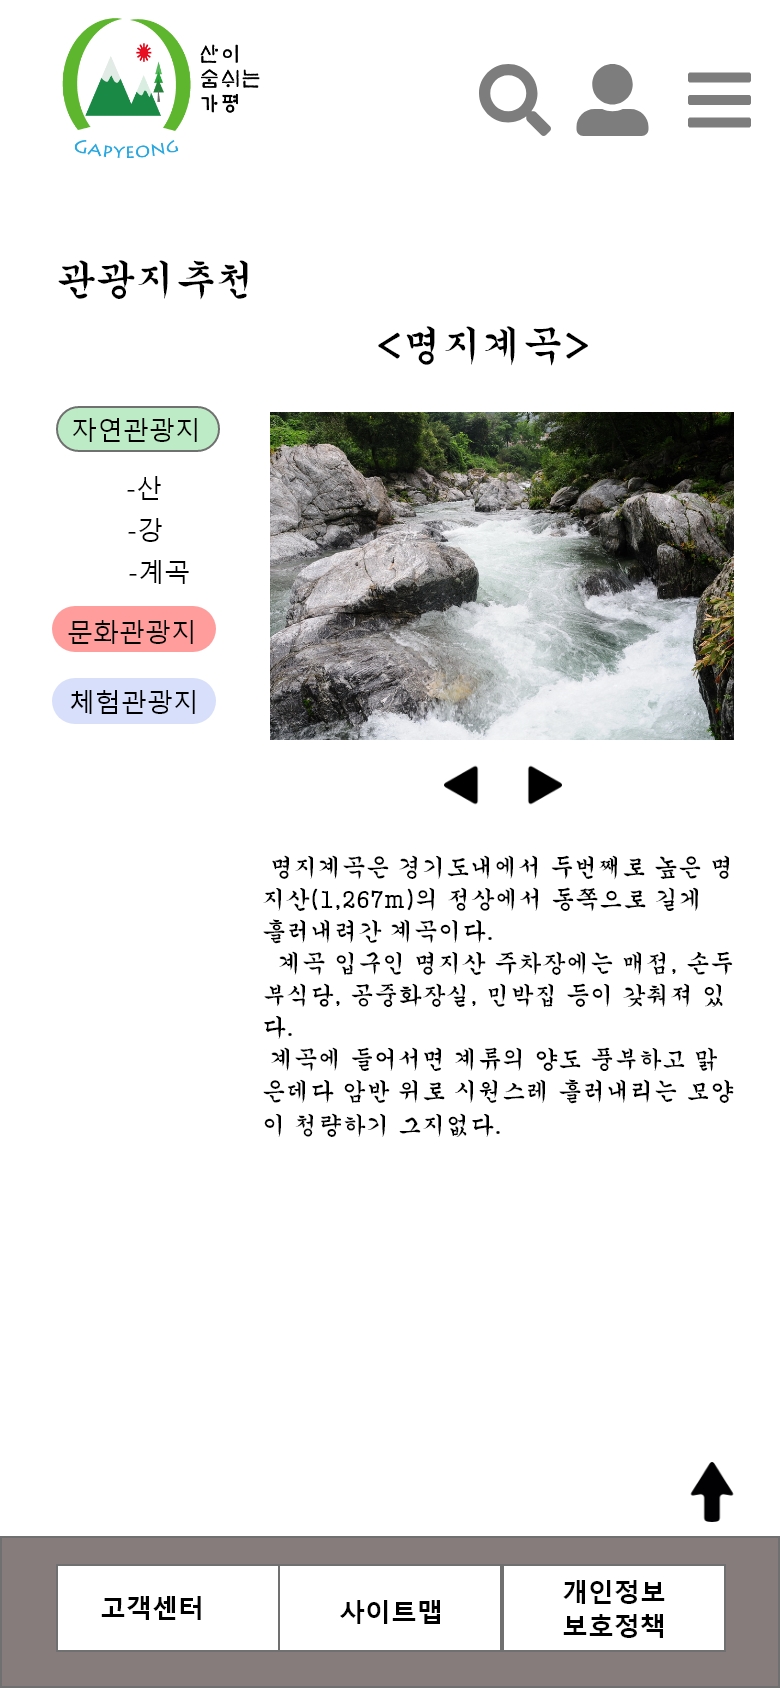 산이
숨쉬는
가평
GAPYEONG
관광지추천
<명지계곡>
자연관광지
-산
-강
-계곡
문화관광지
체험관광지
명지계곡은 경기도내에서 두번째로 높은 명
지산(1,267m)의 정상에서 동쪽으로 길게
흘러내려간 계곡이다.
계곡 입구인 명지산 주차장에는 매점, 손두
부식당, 공중화장실, 민박집 등이 갖춰져 있
다.
계곡에 들어서면 계류의 양도 풍부하고 맑
은데다 암반 위로 시원스레 흘러내리는 모양
이 청량하기 그지없다.
고객센터
사이트맵
개인정보
보호정책